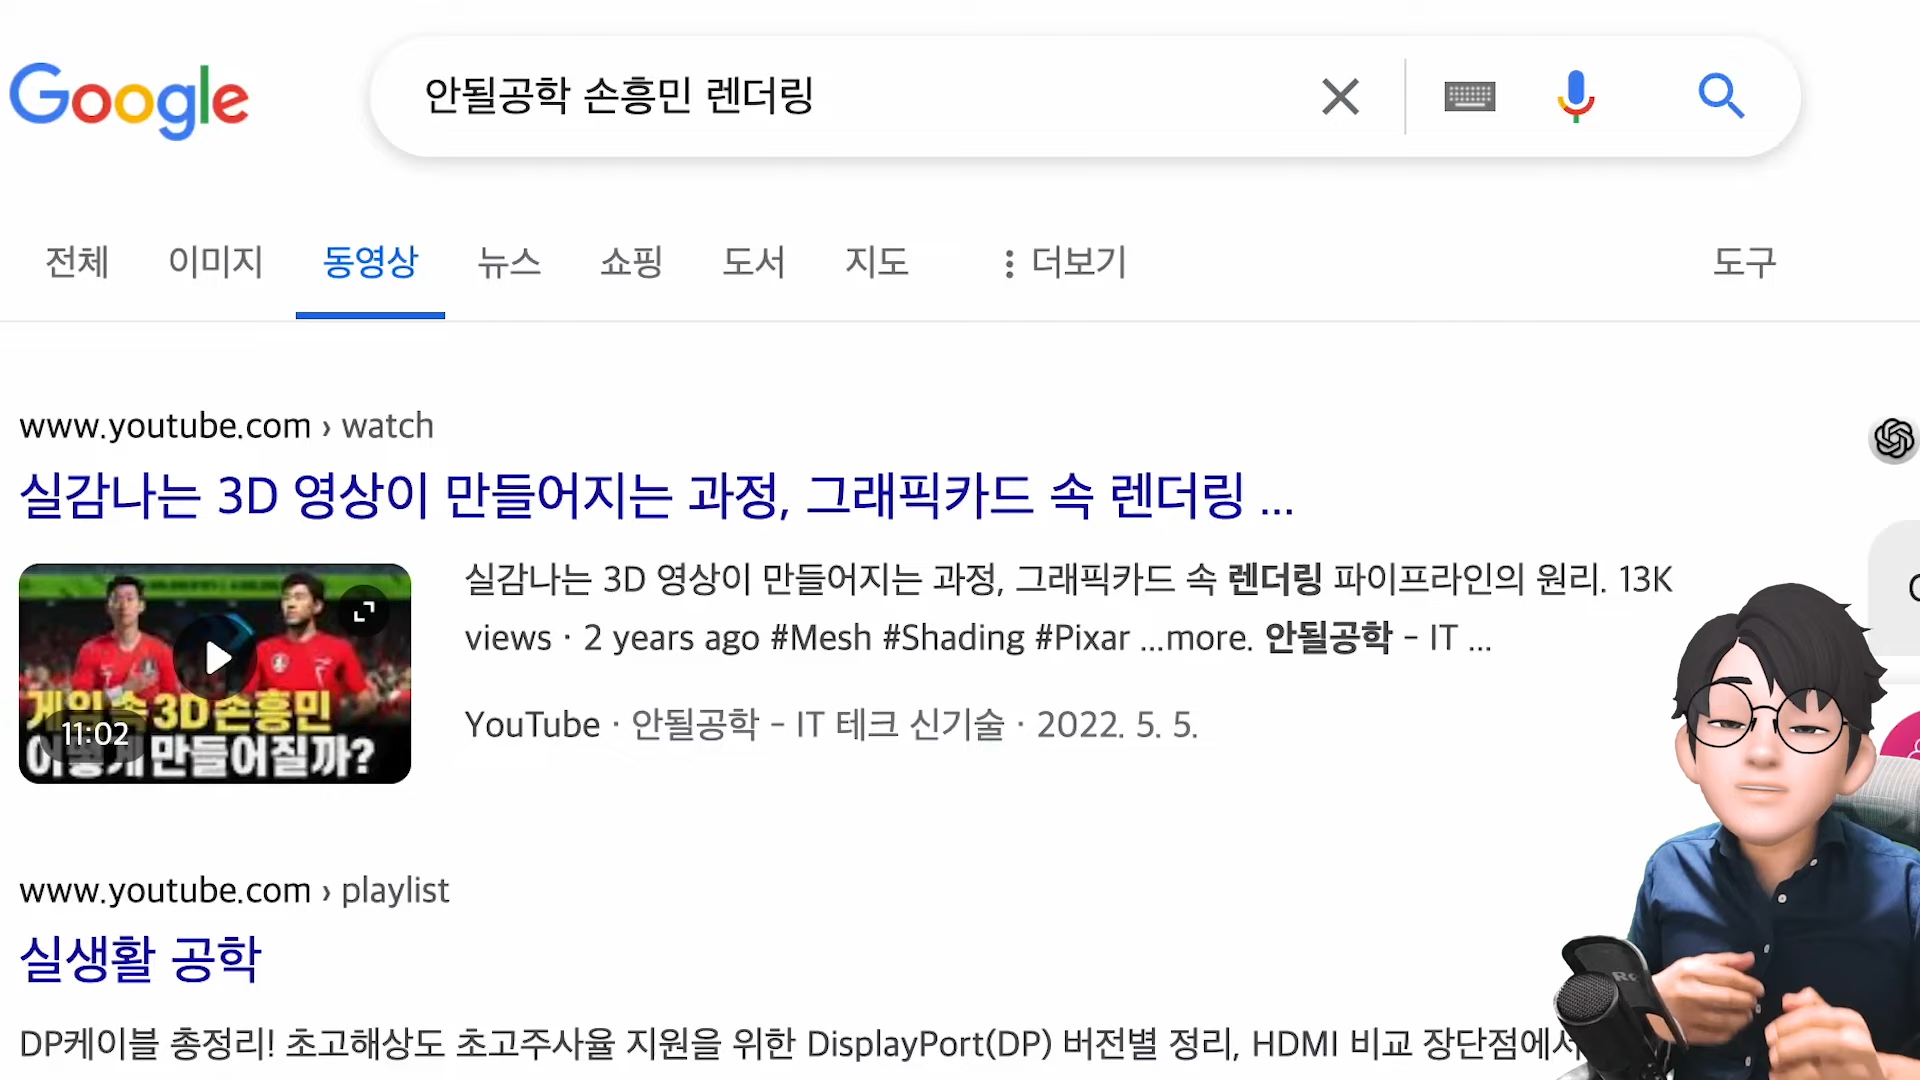 Google
안될공학 손흥민 렌더링
전체 이미지 동영상 뉴스 쇼핑 도서 지도 더보기 도구
www.youtube.com › watch
실감나는 3D 영상이 만들어지는 과정, 그래픽카드 속 렌더링 ...
실감나는 3D 영상이 만들어지는 과정, 그래픽카드 속 렌더링 파이프라인의 원리. 13K
views · 2 years ago #Mesh #Shading #Pixar ...more. 안될공학 – IT ...
게임 속 3D 손흥민
11:02
어떻게 만들어질까?
YouTube · 안될공학 – IT 테크 신기술 · 2022. 5. 5.
www.youtube.com › playlist
실생활 공학
DP케이블 총정리! 초고해상도 초고주사율 지원을 위한 DisplayPort(DP) 버전별 정리, HDMI 비교 장단점에서